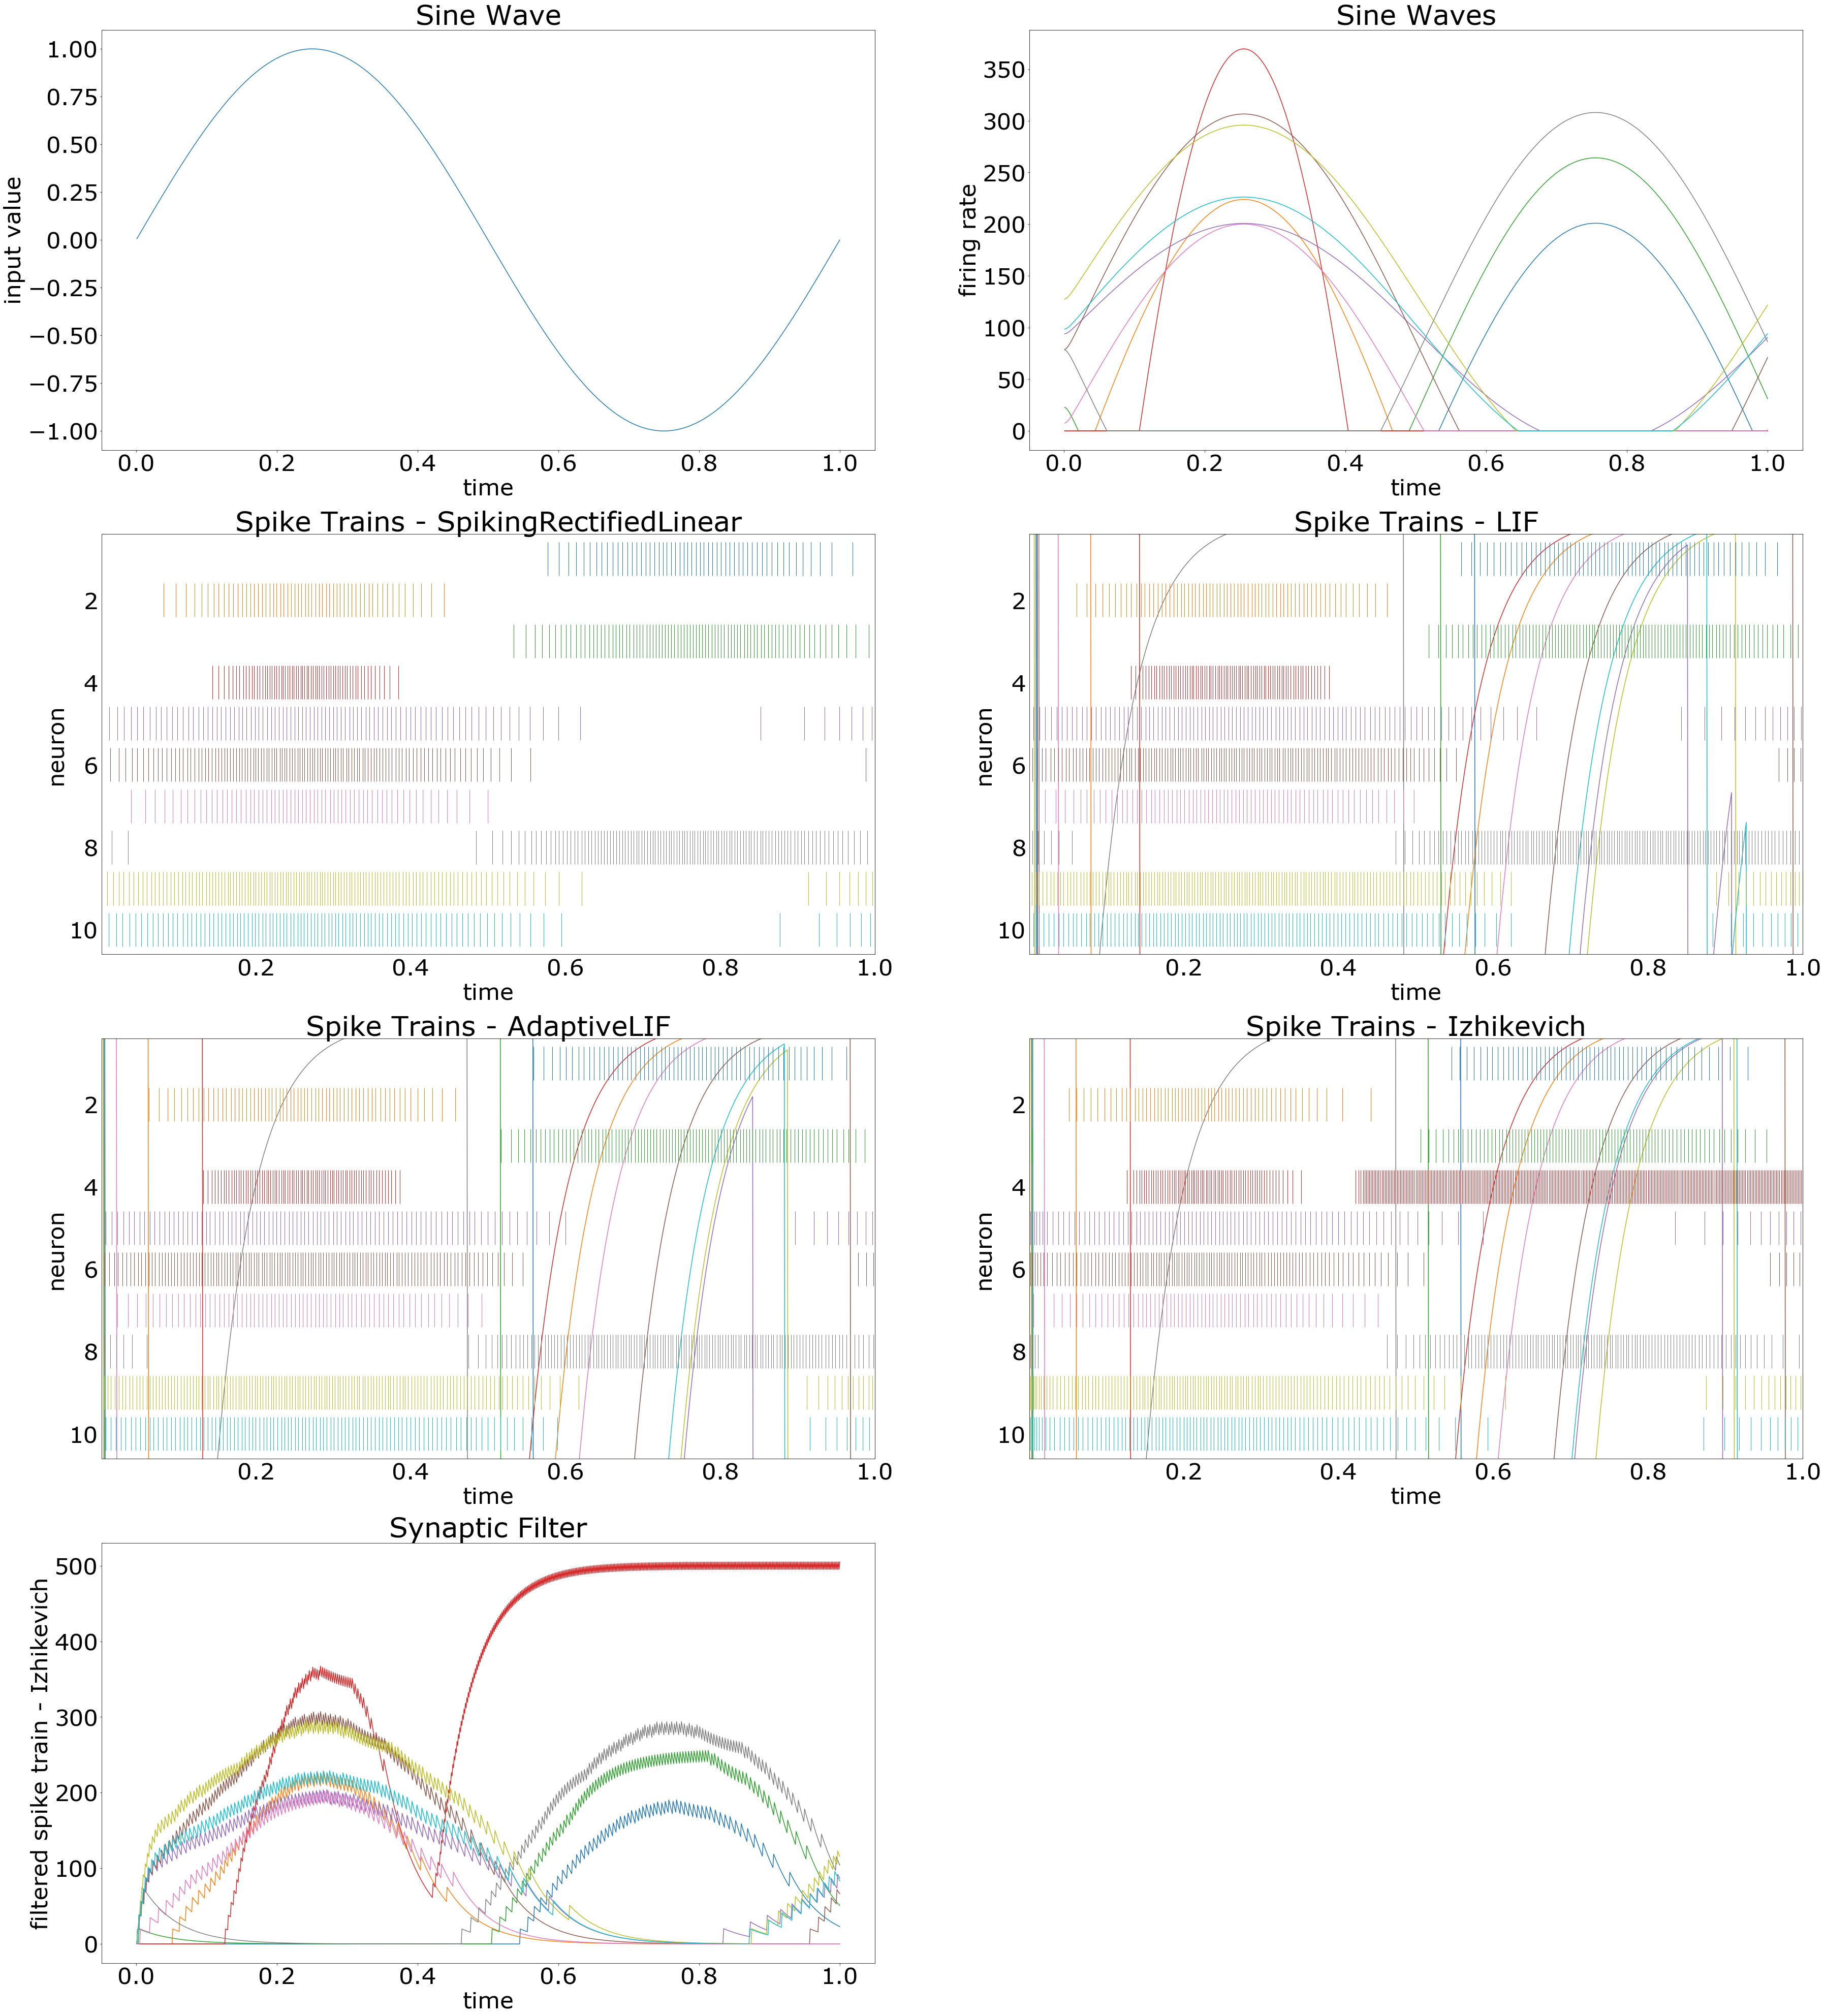 Sine Wave
1.00
0.75
0.50
0.25
0.00
−0.25
−0.50
−0.75
−1.00
input value
0.0 0.2 0.4 0.6 0.8 1.0
time
Sine Waves
350
300
250
200
150
100
50
0
firing rate
0.0 0.2 0.4 0.6 0.8 1.0
time
Spike Trains - SpikingRectifiedLinear
2
4
6
8
10
neuron
0.2 0.4 0.6 0.8 1.0
time
Spike Trains - LIF
2
4
6
8
10
neuron
0.2 0.4 0.6 0.8 1.0
time
Spike Trains - AdaptiveLIF
2
4
6
8
10
neuron
0.2 0.4 0.6 0.8 1.0
time
Spike Trains - Izhikevich
2
4
6
8
10
neuron
0.2 0.4 0.6 0.8 1.0
time
Synaptic Filter
500
400
300
200
100
0
filtered spike train - Izhikevich
0.0 0.2 0.4 0.6 0.8 1.0
time